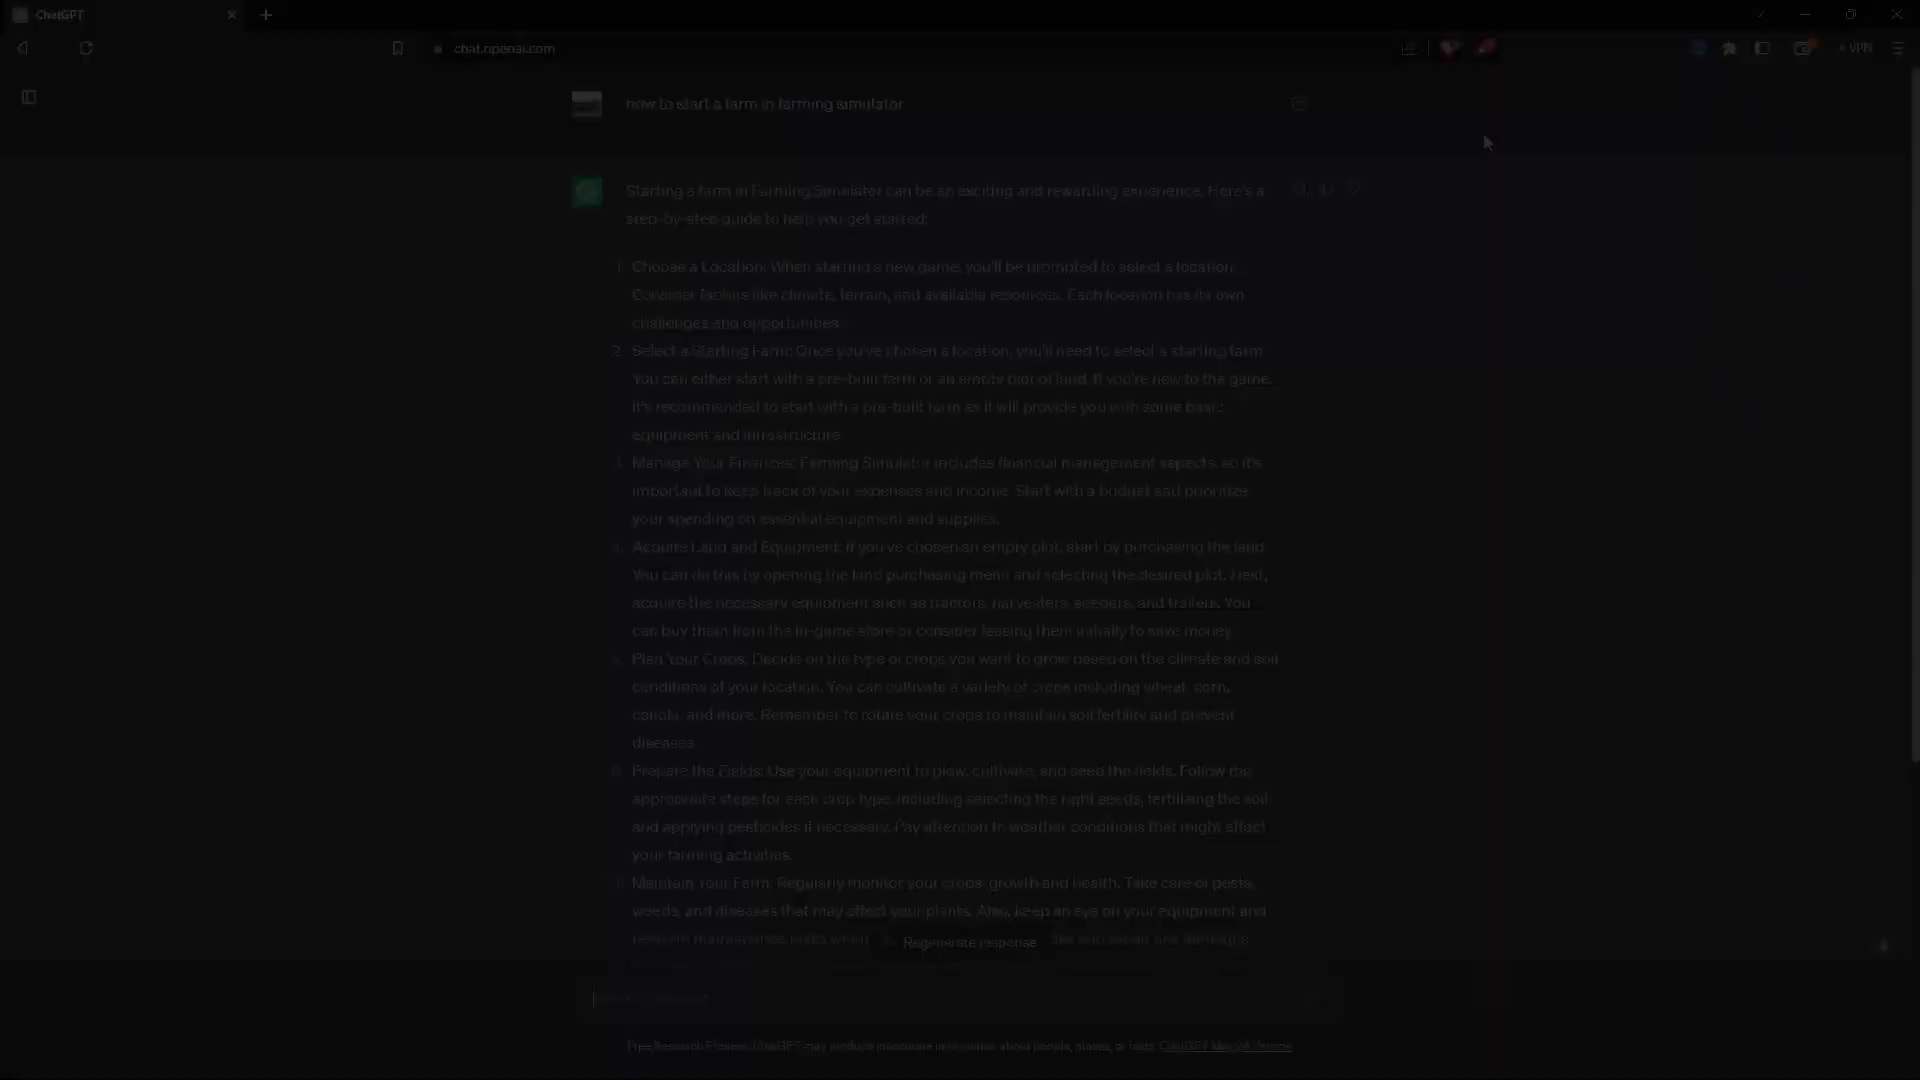 ChatGPT
chat.openai.com
VPN
how to start a farm in farming simulator
Starting a farm in Farming Simulator can be an exciting and rewarding experience. Here's a
step-by-step guide to help you get started:
1. Choose a Location: When starting a new game, you'll be prompted to select a location.
Consider factors like climate, terrain, and available resources. Each location has its own
challenges and opportunities.
2. Select a Starting Farm: Once you've chosen a location, you'll need to select a starting farm.
You can either start with a pre-built farm or an empty plot of land. If you're new to the game,
it's recommended to start with a pre-built farm as it will provide you with some basic
equipment and infrastructure.
3. Manage Your Finances: Farming Simulator includes financial management aspects, so it's
important to keep track of your expenses and income. Start with a budget and prioritize
your spending on essential equipment and supplies.
4. Acquire Land and Equipment: If you've chosen an empty plot, start by purchasing the land.
You can do this by opening the land purchasing menu and selecting the desired plot. Next,
acquire the necessary equipment such as tractors, harvesters, seeders, and trailers. You
can buy them from the in-game store or consider leasing them initially to save money.
5. Plan Your Crops: Decide on the type of crops you want to grow based on the climate and soil
conditions of your location. You can cultivate a variety of crops including wheat, corn,
canola, and more. Remember to rotate your crops to maintain soil fertility and prevent
diseases.
6. Prepare the Fields: Use your equipment to plow, cultivate, and seed the fields. Follow the
appropriate steps for each crop type, including selecting the right seeds, fertilizing the soil
and applying pesticides if necessary. Pay attention to weather conditions that might affect
your farming activities.
7. Maintain Your Farm: Regularly monitor your crops' growth and health. Take care of pests,
weeds, and diseases that may affect your plants. Also, keep an eye on your equipment and
perform maintenance tasks when
Regenerate response
Free Research Preview. ChatGPT may produce inaccurate information about people, places, or facts.